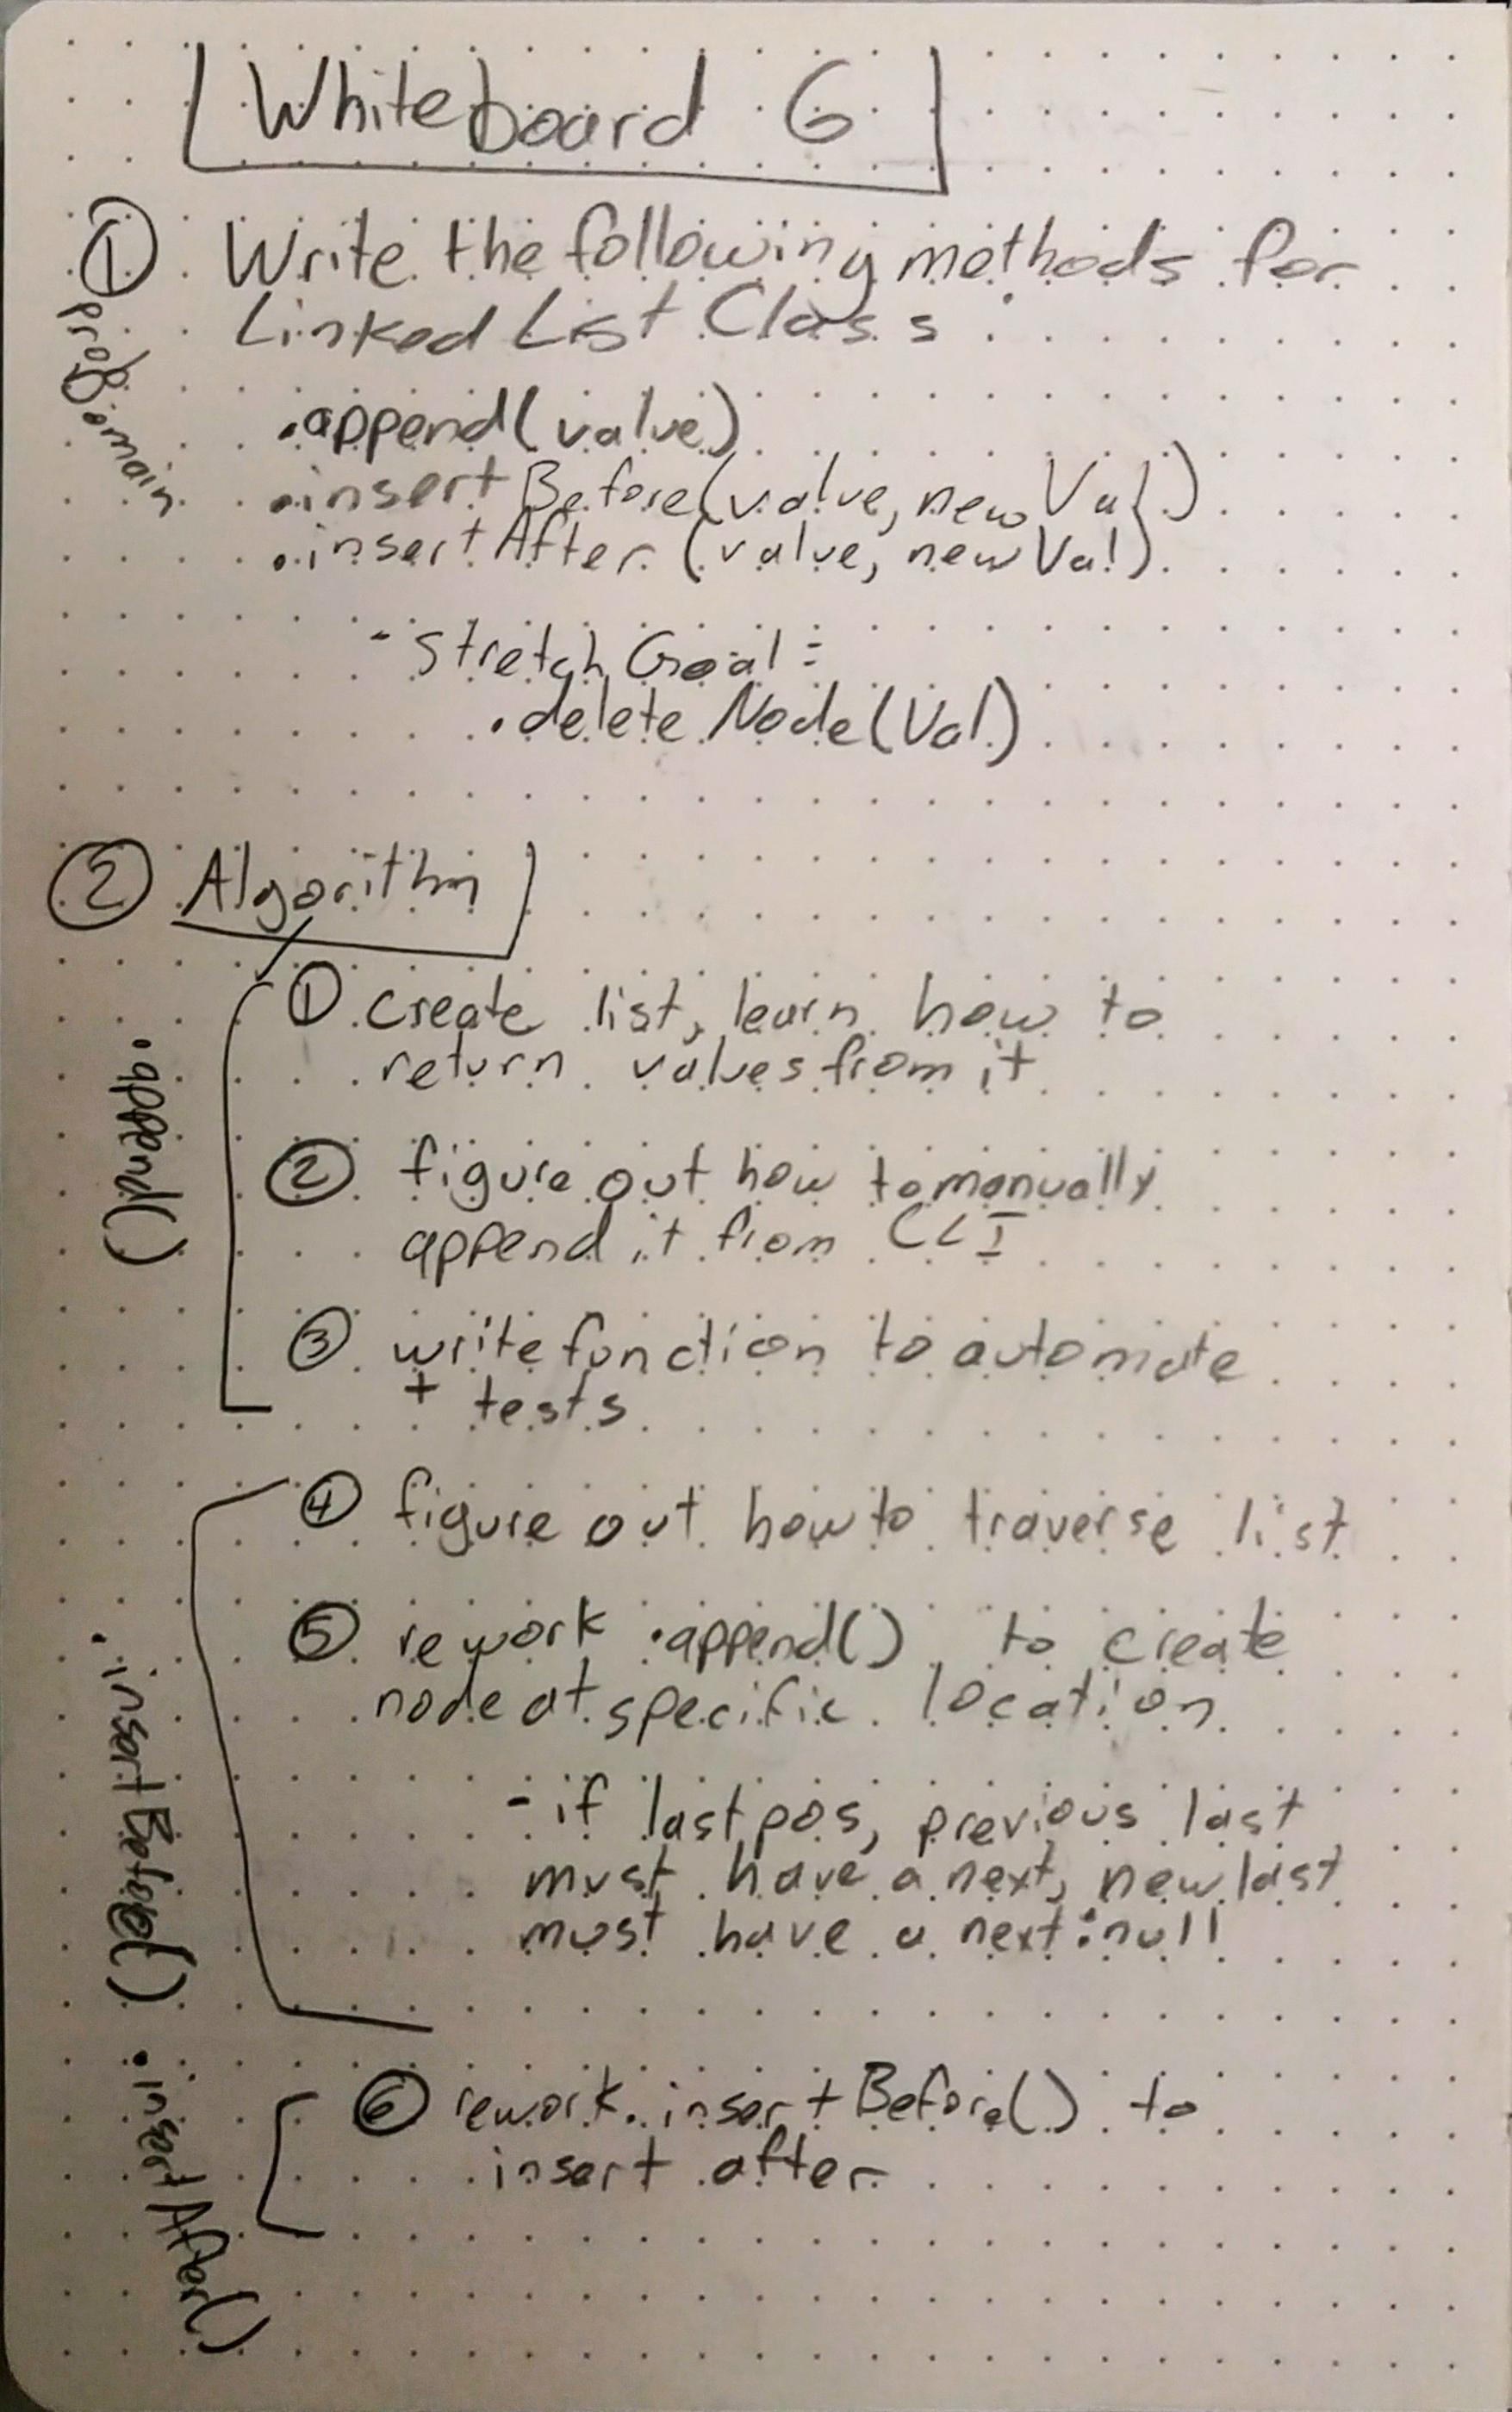 Whiteboard 6
① Write the following methods for
Linked List Class :
prob domain
.append(value)
.insertBefore(value, newVal)
.insertAfter(value, newVal)
- Stretch Goal:
.deleteNode(Val)
② Algorithm
.append()
① create list, learn how to
return values from it
② figure out how to manually
append it from CLI
③ write function to automate
+ tests
.insertBefore()
④ figure out how to traverse list
⑤ rework .append() to create
node at specific location
- if last pos, previous last
must have a next, new last
must have a next:null
.insertAfter()
⑥ rework .insertBefore() to
insert after